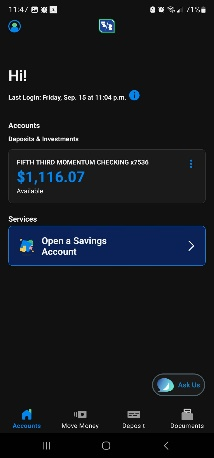 11:47
71%
Hi!
Last Login: Friday, Sep. 15 at 11:04 p.m.
Accounts
Deposits & Investments
FIFTH THIRD MOMENTUM CHECKING x7536
$1,116.07
Available
Services
Open a Savings
Account
Ask Us
Accounts
Move Money
Deposit
Documents